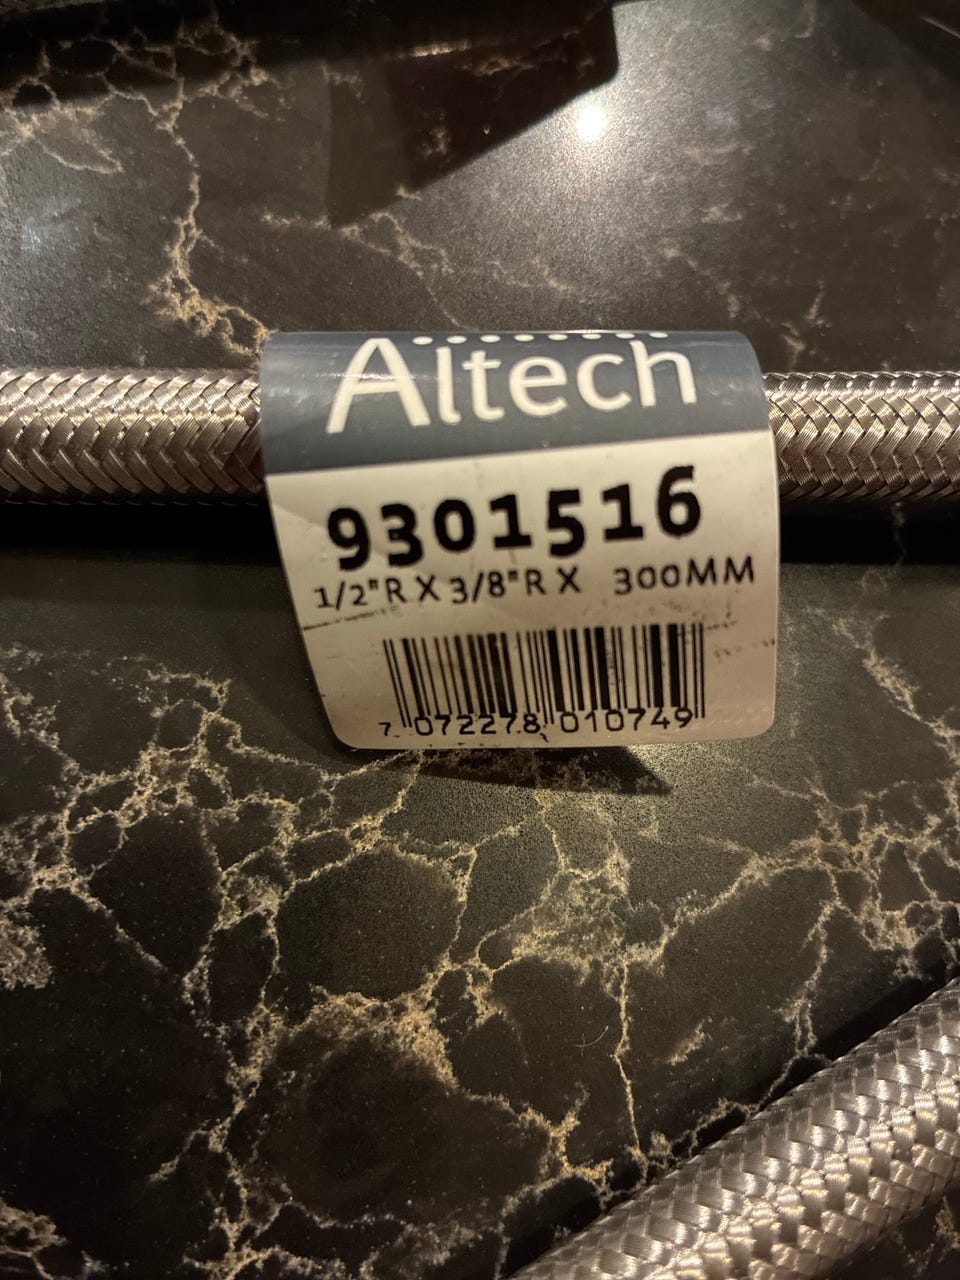 Altech
9301516
1/2"R X 3/8"R X 300MM
7 072278 010749